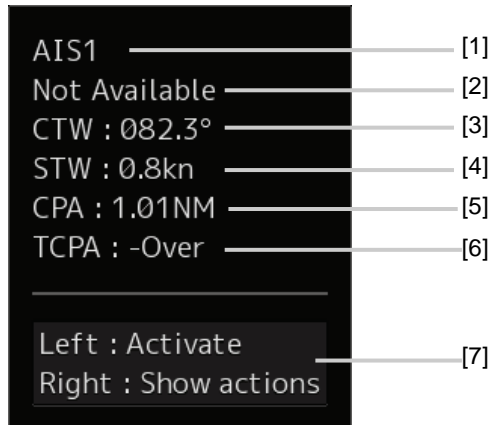 AIS1 [1]
Not Available [2]
CTW : 082.3° [3]
STW : 0.8kn [4]
CPA : 1.01NM [5]
TCPA : -Over [6]
Left : Activate
Right : Show actions [7]